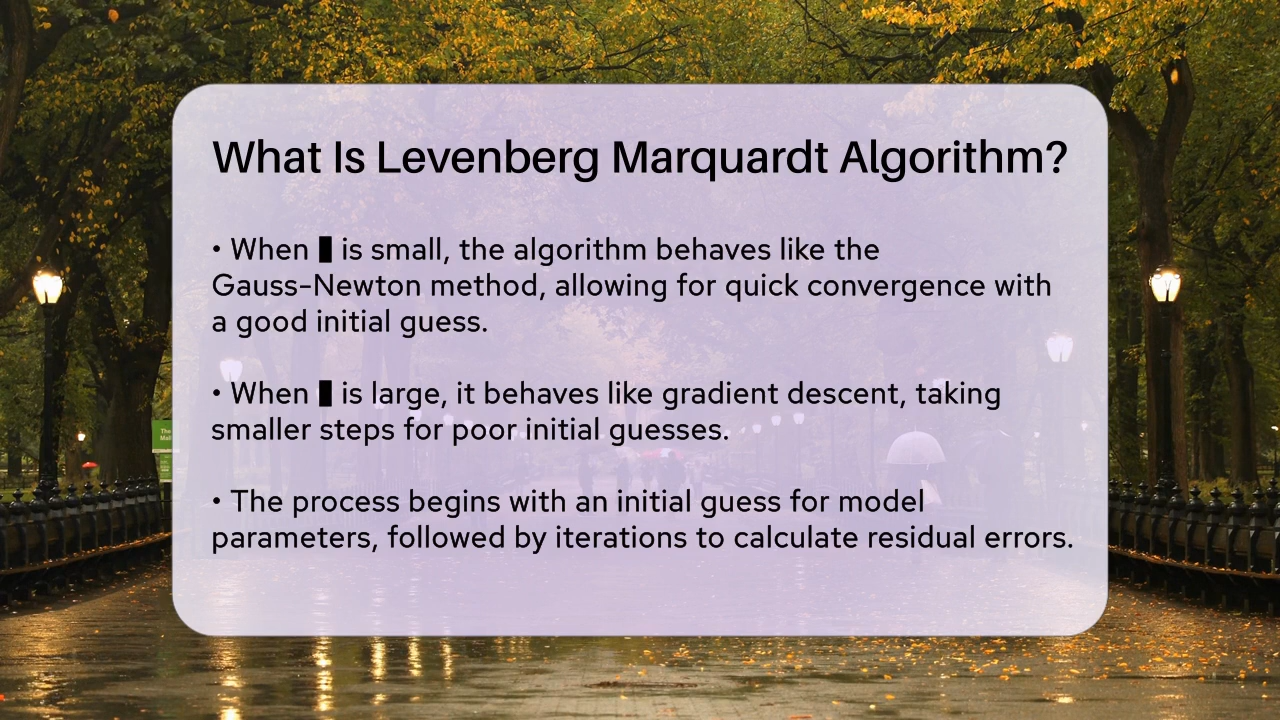 What Is Levenberg Marquardt Algorithm?
• When ▮ is small, the algorithm behaves like the
Gauss-Newton method, allowing for quick convergence with
a good initial guess.
• When ▮ is large, it behaves like gradient descent, taking
smaller steps for poor initial guesses.
• The process begins with an initial guess for model
parameters, followed by iterations to calculate residual errors.
The
Mall